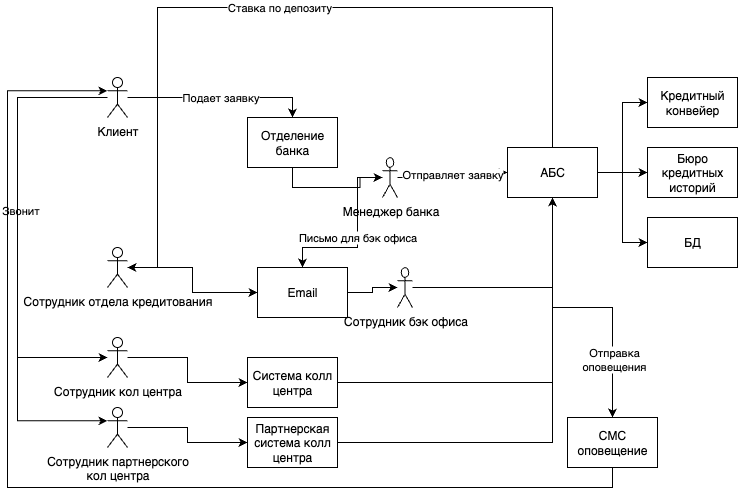 Ставка по депозиту
Клиент
Подает заявку
Отделение
банка
Кредитный
конвейер
Менеджер банка
Отправляет заявку
АБС
Бюро
кредитных
историй
Звонит
Письмо для бэк офиса
БД
Сотрудник отдела кредитования
Email
Сотрудник бэк офиса
Отправка
оповещения
Сотрудник кол центра
Система колл
центра
Сотрудник партнерского
кол центра
Партнерская
система колл
центра
СМС
оповещение